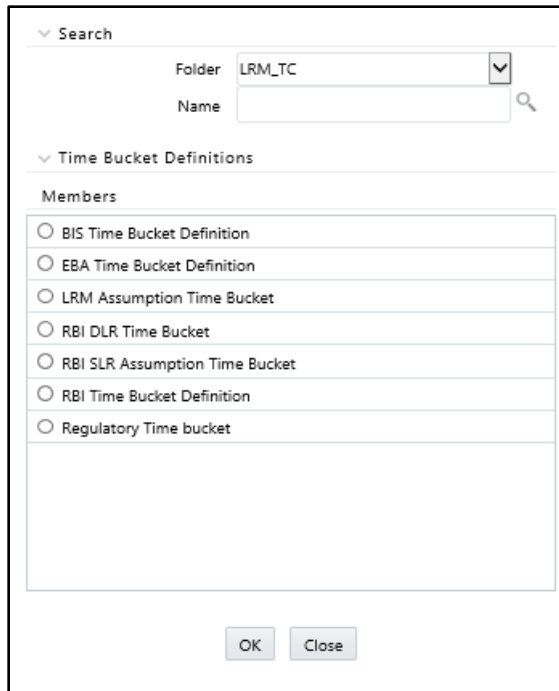 Search
Folder LRM_TC
Name
Time Bucket Definitions
Members
BIS Time Bucket Definition
EBA Time Bucket Definition
LRM Assumption Time Bucket
RBI DLR Time Bucket
RBI SLR Assumption Time Bucket
RBI Time Bucket Definition
Regulatory Time bucket
OK Close